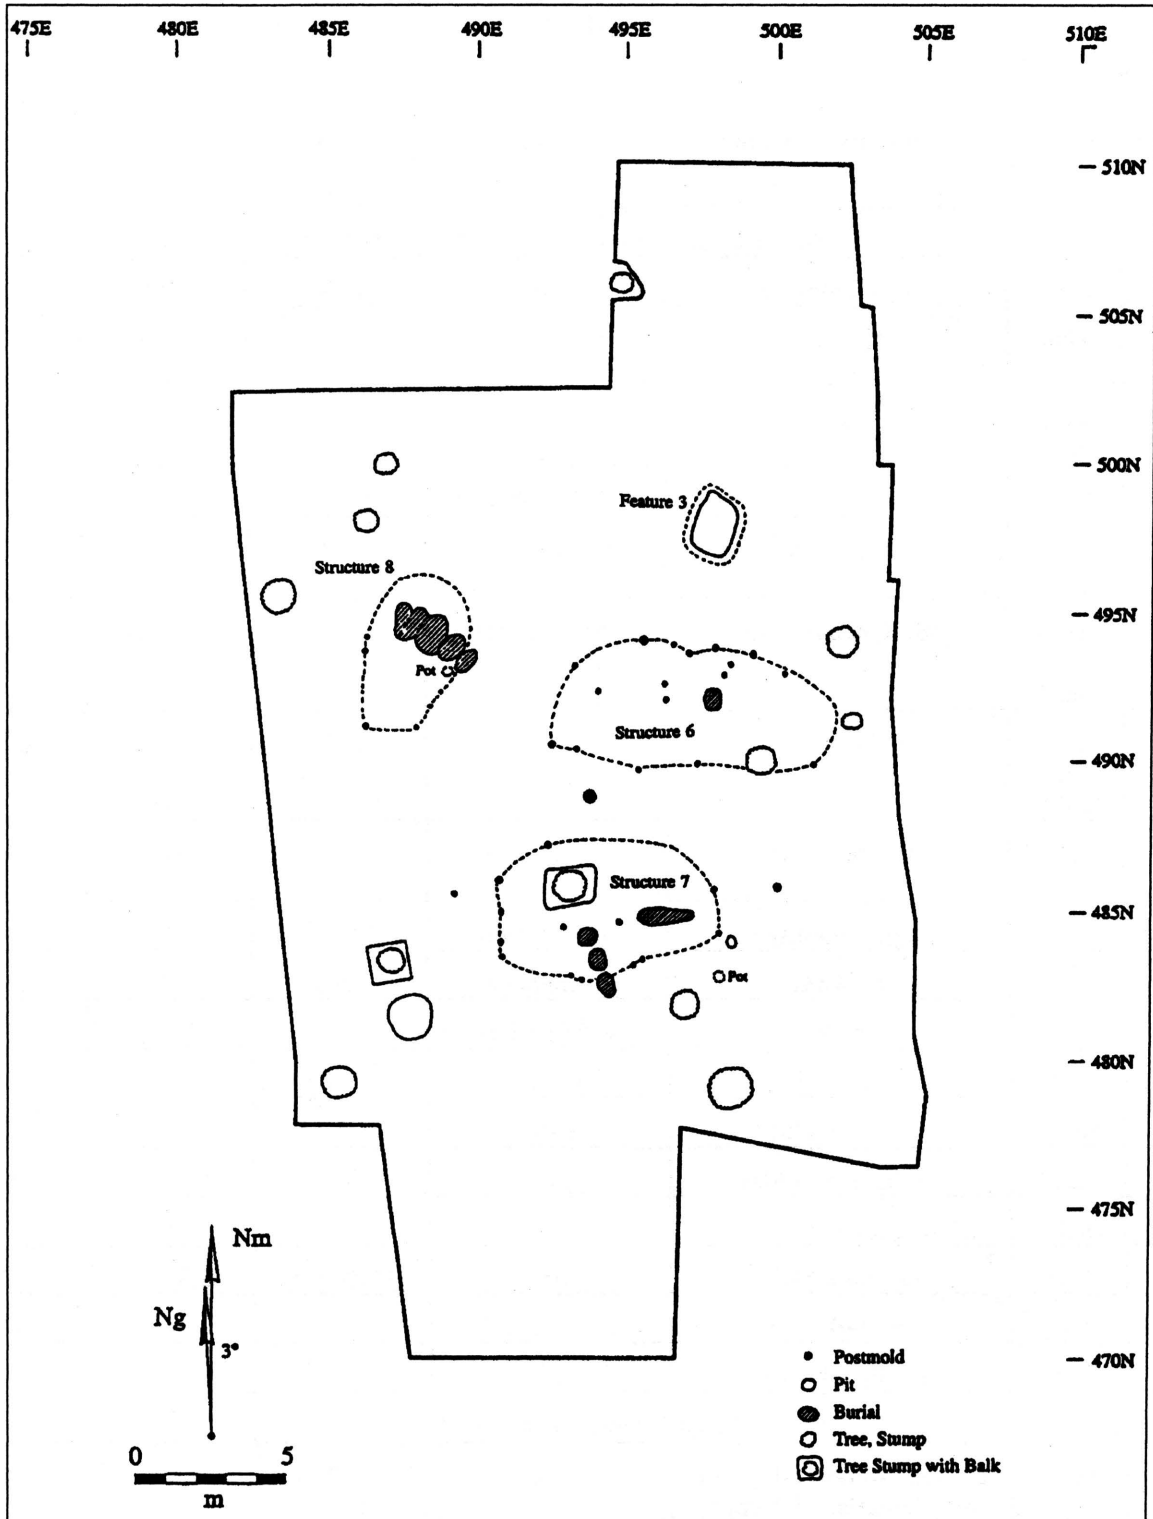 475E 480E 485E 490E 495E 500E 505E 510E
510N
505N
500N
Feature 3
Structure 8
495N
Pot
Structure 6
490N
Structure 7
485N
Pot
480N
475N
Nm
Ng
3°
Postmold
470N
Pit
Burial
Tree, Stump
Tree Stump with Balk
0 5
m